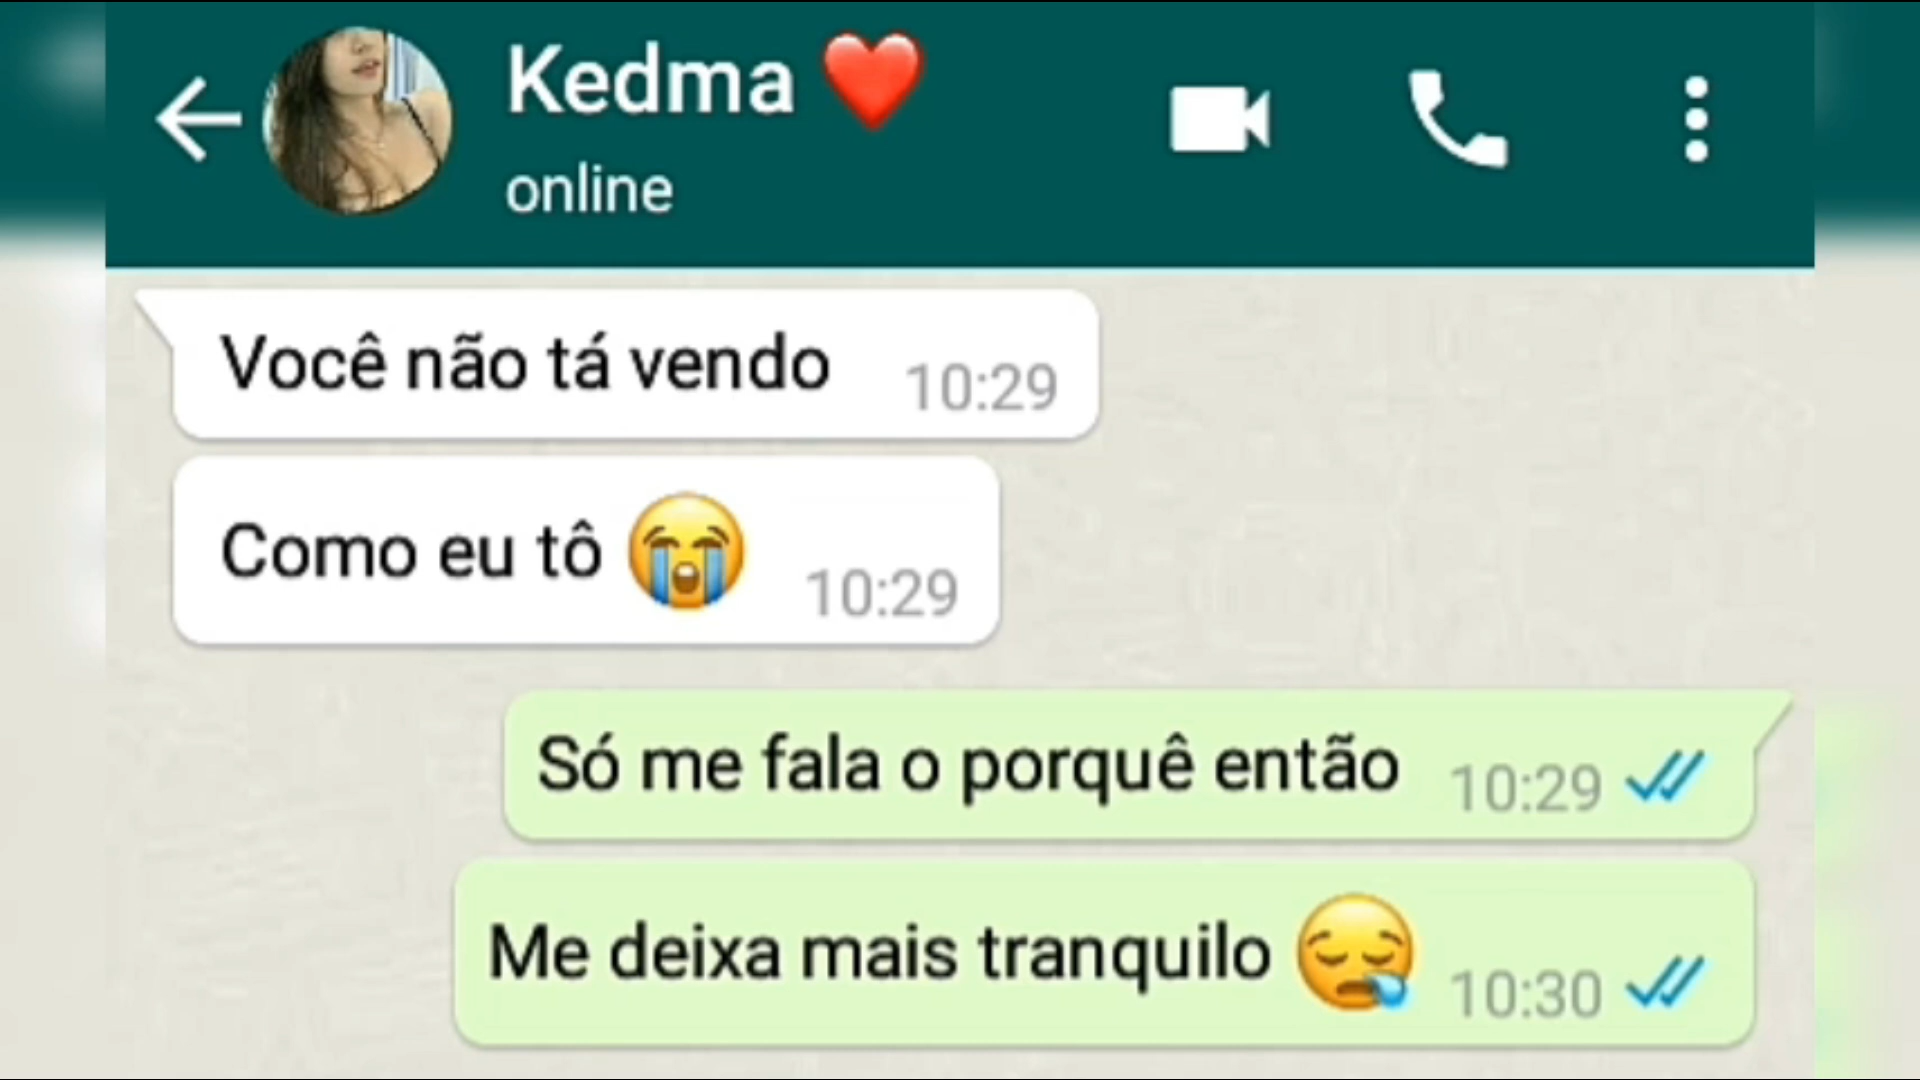 Kedma ❤️
online
Você não tá vendo 10:29
Como eu tô 😭 10:29
Só me fala o porquê então 10:29
Me deixa mais tranquilo 😪 10:30